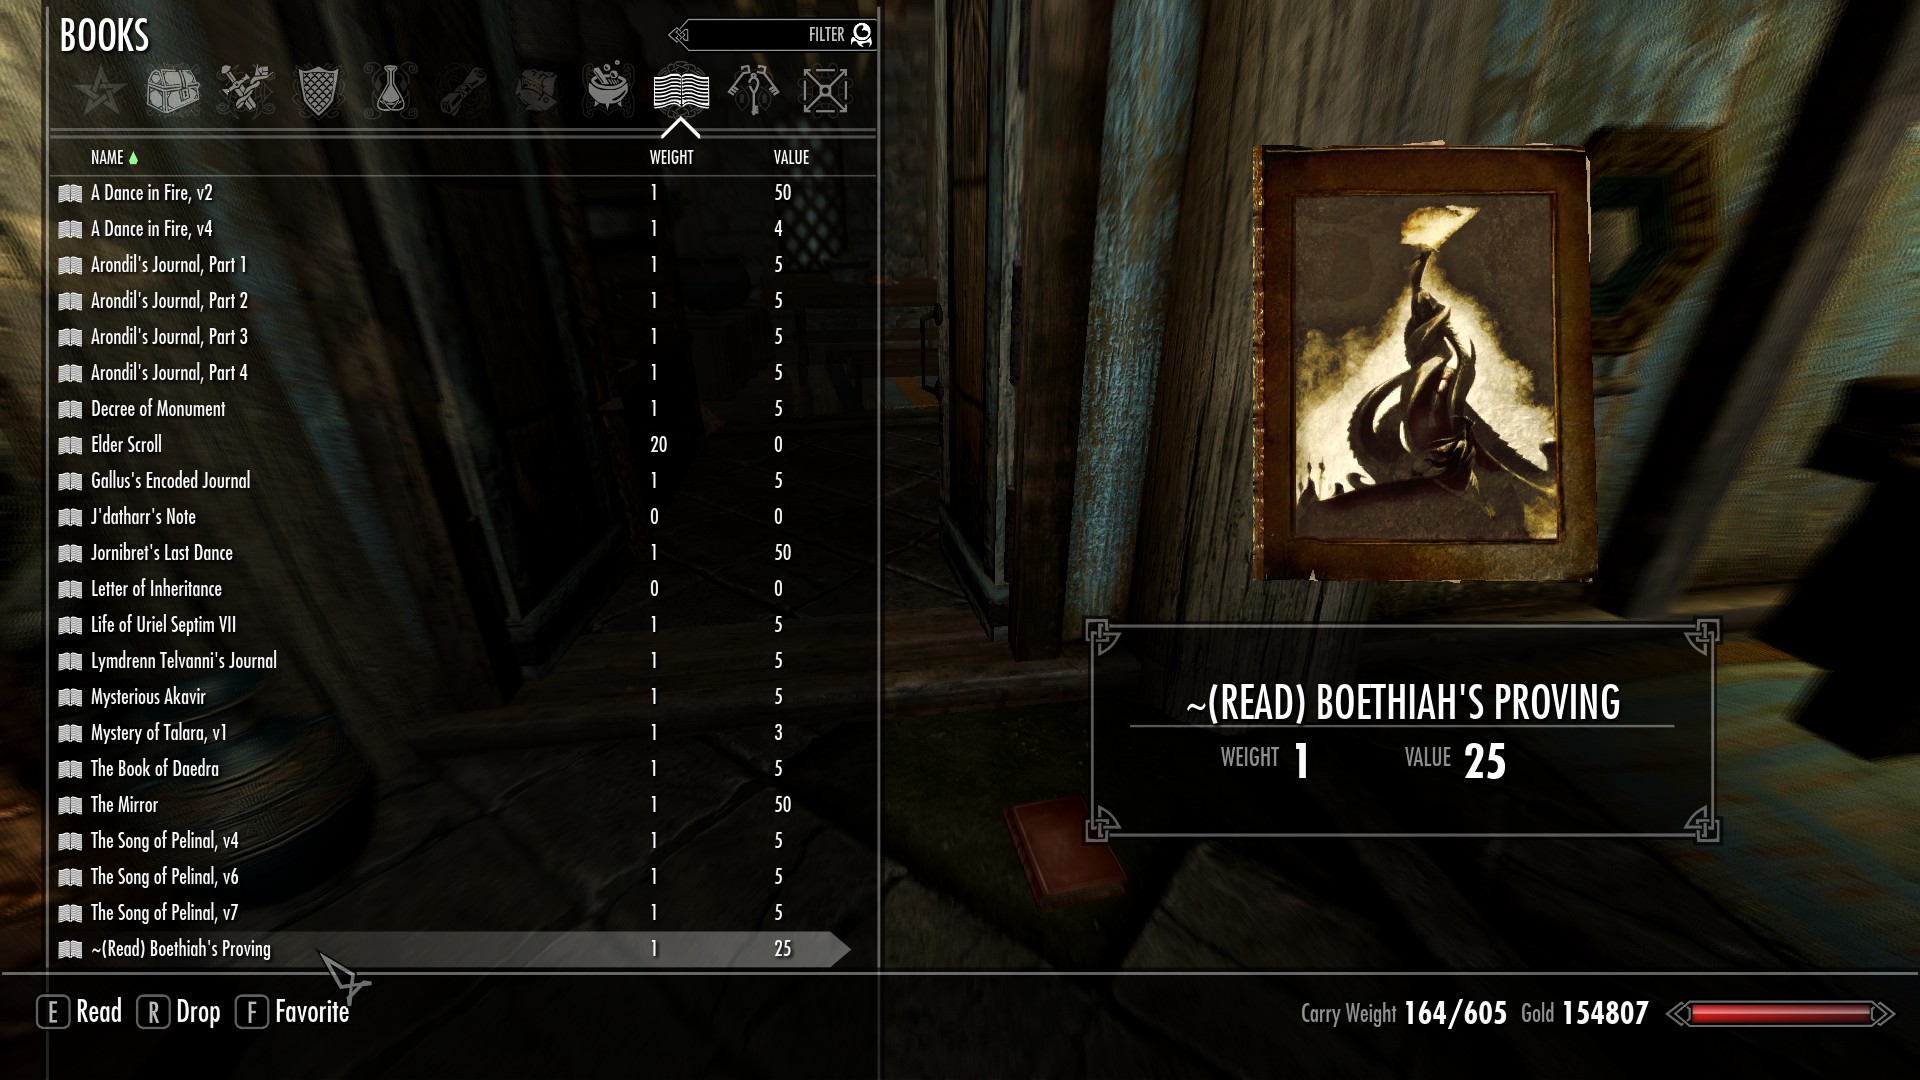 BOOKS
FILTER
NAME WEIGHT VALUE
A Dance in Fire, v2 1 50
A Dance in Fire, v4 1 4
Arondil's Journal, Part 1 1 5
Arondil's Journal, Part 2 1 5
Arondil's Journal, Part 3 1 5
Arondil's Journal, Part 4 1 5
Decree of Monument 1 5
Elder Scroll 20 0
Gallus's Encoded Journal 1 5
J'datharr's Note 0 0
Jornibret's Last Dance 1 50
Letter of Inheritance 0 0
Life of Uriel Septim VII 1 5
Lymdrenn Telvanni's Journal 1 5
Mysterious Akavir 1 5
Mystery of Talara, v1 1 3
The Book of Daedra 1 5
The Mirror 1 50
The Song of Pelinal, v4 1 5
The Song of Pelinal, v6 1 5
The Song of Pelinal, v7 1 5
~(Read) Boethiah's Proving 1 25
~(READ) BOETHIAH'S PROVING
WEIGHT 1 VALUE 25
E Read R Drop F Favorite
Carry Weight 164/605 Gold 154807